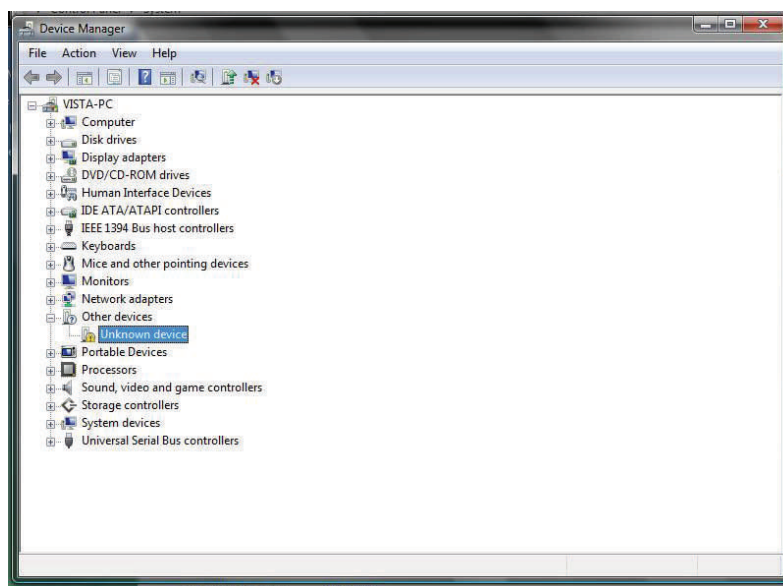 Device Manager
File Action View Help
VISTA-PC
Computer
Disk drives
Display adapters
DVD/CD-ROM drives
Human Interface Devices
IDE ATA/ATAPI controllers
IEEE 1394 Bus host controllers
Keyboards
Mice and other pointing devices
Monitors
Network adapters
Other devices
Unknown device
Portable Devices
Processors
Sound, video and game controllers
Storage controllers
System devices
Universal Serial Bus controllers